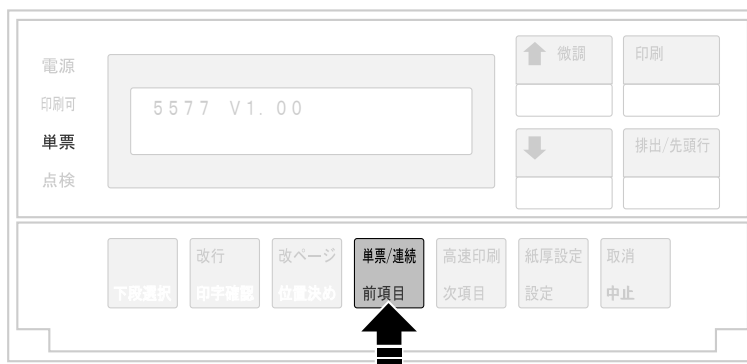 電源
印刷可
単票
点検
5577 V1.00
微調
印刷
排出/先頭行
改行
改ページ
単票/連続
高速印刷
紙厚設定
取消
下段選択
印字確認
位置決め
前項目
次項目
設定
中止